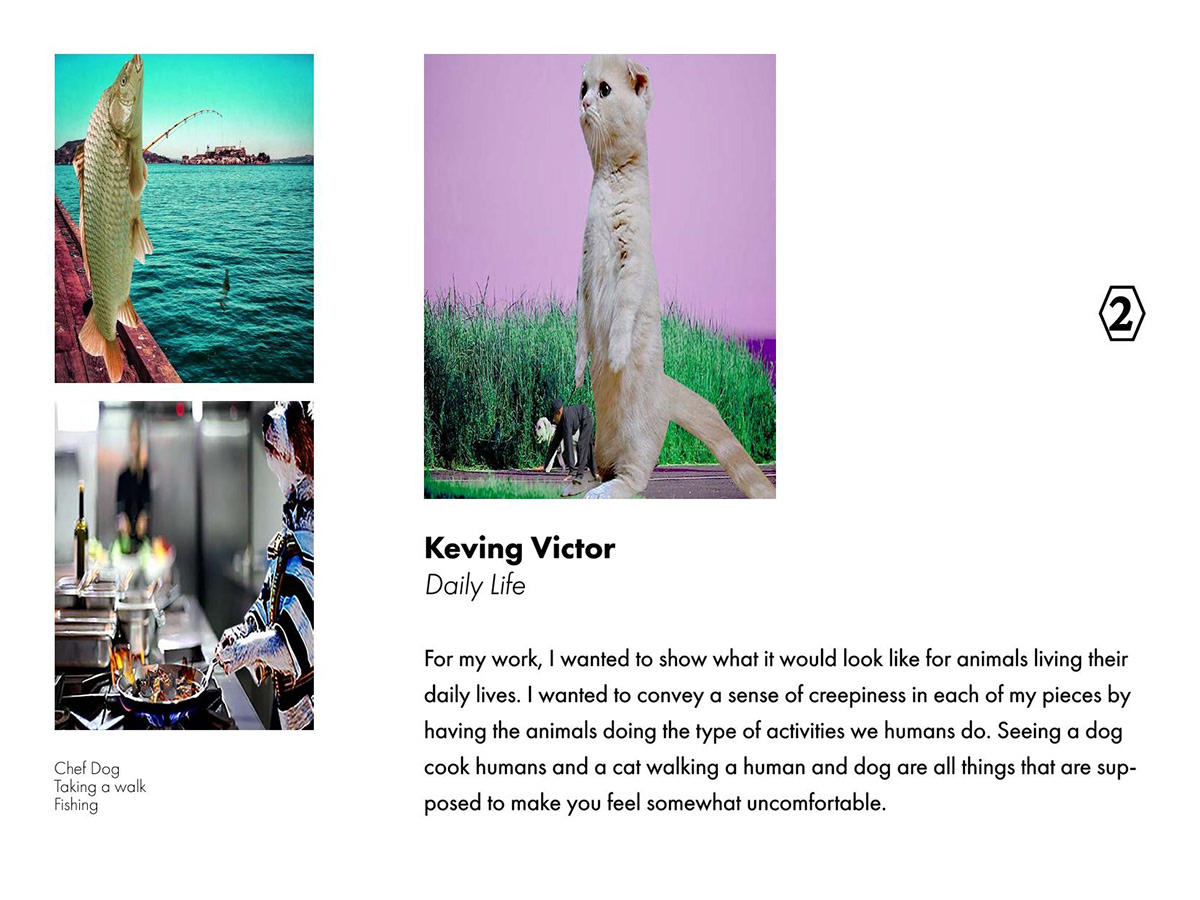 2
Keving Victor
Daily Life
For my work, I wanted to show what it would look like for animals living their
daily lives. I wanted to convey a sense of creepiness in each of my pieces by
having the animals doing the type of activities we humans do. Seeing a dog
cook humans and a cat walking a human and dog are all things that are sup-
posed to make you feel somewhat uncomfortable.
Chef Dog
Taking a walk
Fishing